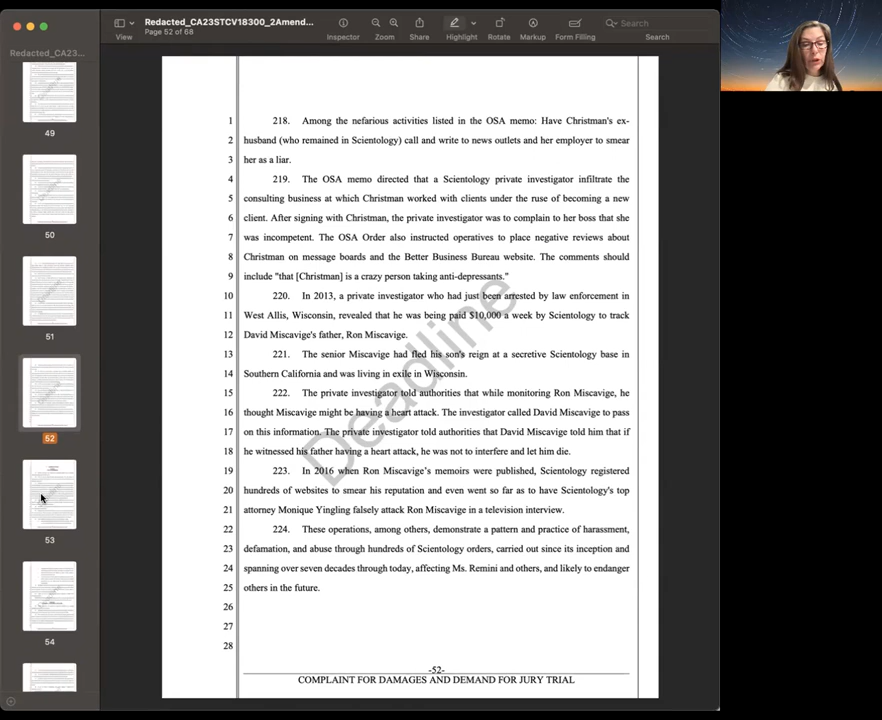 Redacted_CA23STCV18300_2Amend...
Page 52 of 68
View
Inspector
Zoom
Share
Highlight
Rotate
Markup
Form Filling
Search
Search
Redacted_CA23...
49
50
51
52
53
54
1 218. Among the nefarious activities listed in the OSA memo: Have Christman's ex-
2 husband (who remained in Scientology) call and write to news outlets and her employer to smear
3 her as a liar.
4 219. The OSA memo directed that a Scientology private investigator infiltrate the
5 consulting business at which Christman worked with clients under the ruse of becoming a new
6 client. After signing with Christman, the private investigator was to complain to her boss that she
7 was incompetent. The OSA Order also instructed operatives to place negative reviews about
8 Christman on message boards and the Better Business Bureau website. The comments should
9 include "that [Christman] is a crazy person taking anti-depressants."
10 220. In 2013, a private investigator who had just been arrested by law enforcement in
11 West Allis, Wisconsin, revealed that he was being paid $10,000 a week by Scientology to track
12 David Miscavige's father, Ron Miscavige.
13 221. The senior Miscavige had fled his son's reign at a secretive Scientology base in
14 Southern California and was living in exile in Wisconsin.
15 222. The private investigator told authorities that while monitoring Ron Miscavige, he
16 thought Miscavige might be having a heart attack. The investigator called David Miscavige to pass
17 on this information. The private investigator told authorities that David Miscavige told him that if
18 he witnessed his father having a heart attack, he was not to interfere and let him die.
19 223. In 2016 when Ron Miscavige's memoirs were published, Scientology registered
20 hundreds of websites to smear his reputation and even went so far as to have Scientology's top
21 attorney Monique Yingling falsely attack Ron Miscavige in a television interview.
22 224. These operations, among others, demonstrate a pattern and practice of harassment,
23 defamation, and abuse through hundreds of Scientology orders, carried out since its inception and
24 spanning over seven decades through today, affecting Ms. Remini and others, and likely to endanger
25 others in the future.
26
27
28
Deadline
-52-
COMPLAINT FOR DAMAGES AND DEMAND FOR JURY TRIAL